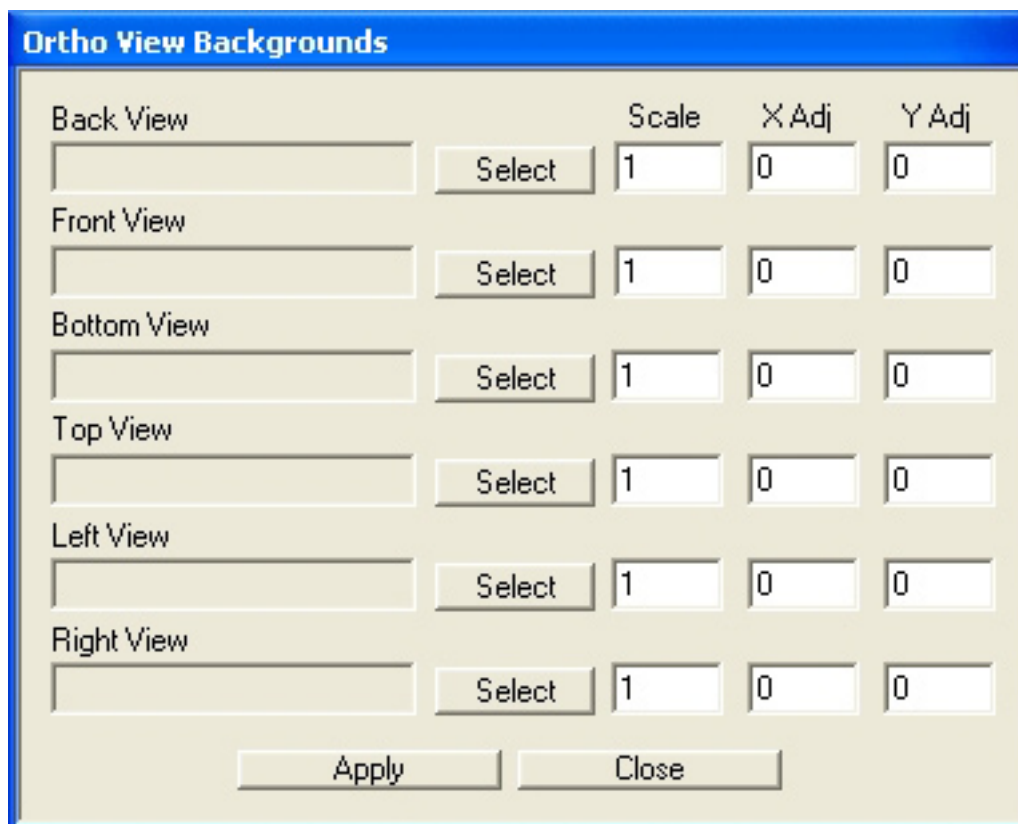 Ortho View Backgrounds
Back View Scale X Adj Y Adj
Select 1 0 0
Front View
Select 1 0 0
Bottom View
Select 1 0 0
Top View
Select 1 0 0
Left View
Select 1 0 0
Right View
Select 1 0 0
Apply Close